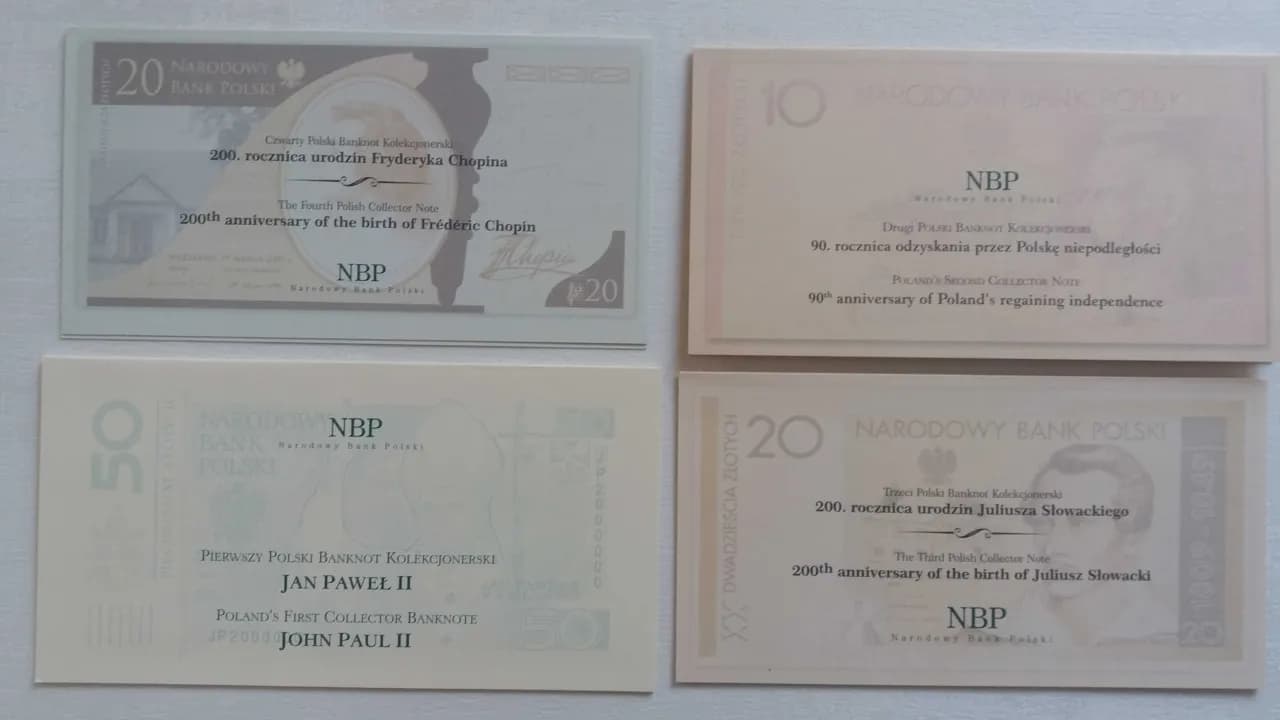 20 NARODOWY
BANK POLSKI
Czwarty Polski Banknot Kolekcjonerski
200. rocznica urodzin Fryderyka Chopina
The Fourth Polish Collector Note
200th anniversary of the birth of Frédéric Chopin
NBP
Narodowy Bank Polski
Chopin
20
10 NARODOWY BANK POLSKI
NBP
Narodowy Bank Polski
DRUGI POLSKI BANKNOT KOLEKCJONERSKI
90. rocznica odzyskania przez Polskę niepodległości
POLAND'S SECOND COLLECTOR NOTE
90th anniversary of Poland's regaining independence
50
NARODOWY
BANK
POLSKI
NBP
Narodowy Bank Polski
PIERWSZY POLSKI BANKNOT KOLEKCJONERSKI
JAN PAWEŁ II
POLAND'S FIRST COLLECTOR BANKNOTE
JOHN PAUL II
20 NARODOWY BANK POLSKI
XX DWADZIEŚCIA ZŁOTYCH
Trzeci Polski Banknot Kolekcjonerski
200. rocznica urodzin Juliusza Słowackiego
The Third Polish Collector Note
200th anniversary of the birth of Juliusz Słowacki
NBP
Narodowy Bank Polski
20 1809-1849